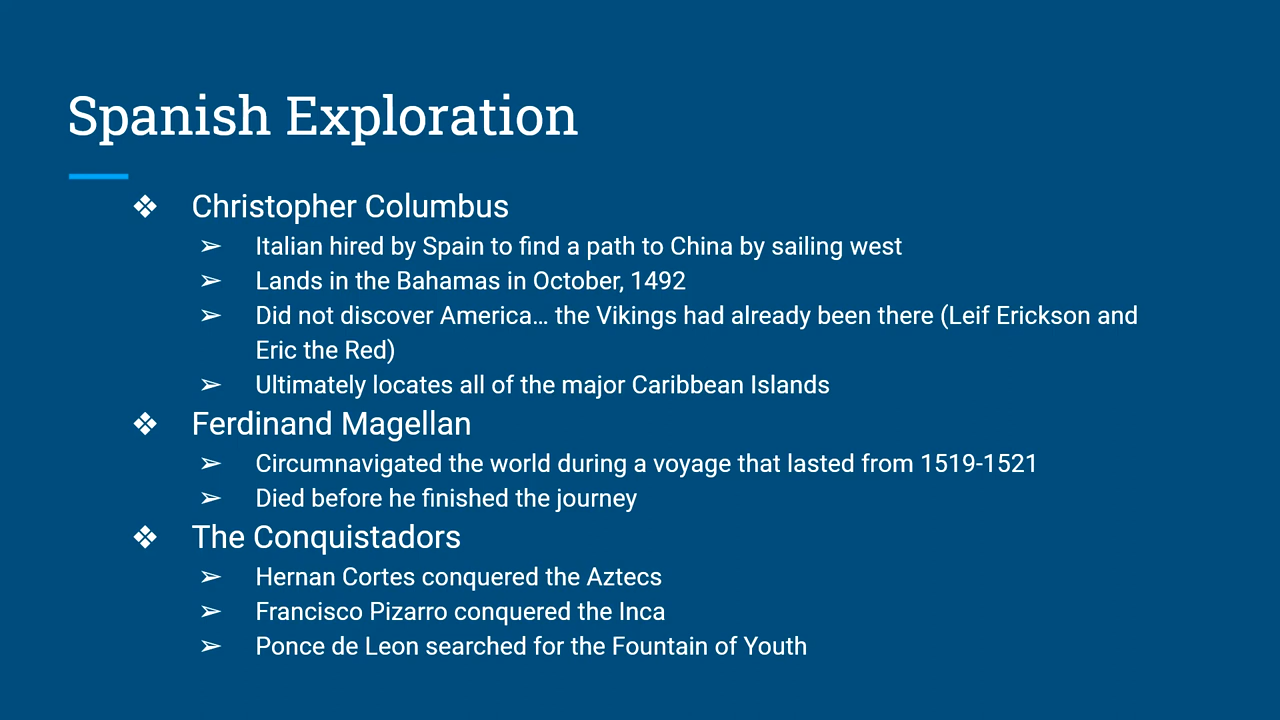 Spanish Exploration
❖ Christopher Columbus
➢ Italian hired by Spain to find a path to China by sailing west
➢ Lands in the Bahamas in October, 1492
➢ Did not discover America... the Vikings had already been there (Leif Erickson and
Eric the Red)
➢ Ultimately locates all of the major Caribbean Islands
❖ Ferdinand Magellan
➢ Circumnavigated the world during a voyage that lasted from 1519-1521
➢ Died before he finished the journey
❖ The Conquistadors
➢ Hernan Cortes conquered the Aztecs
➢ Francisco Pizarro conquered the Inca
➢ Ponce de Leon searched for the Fountain of Youth